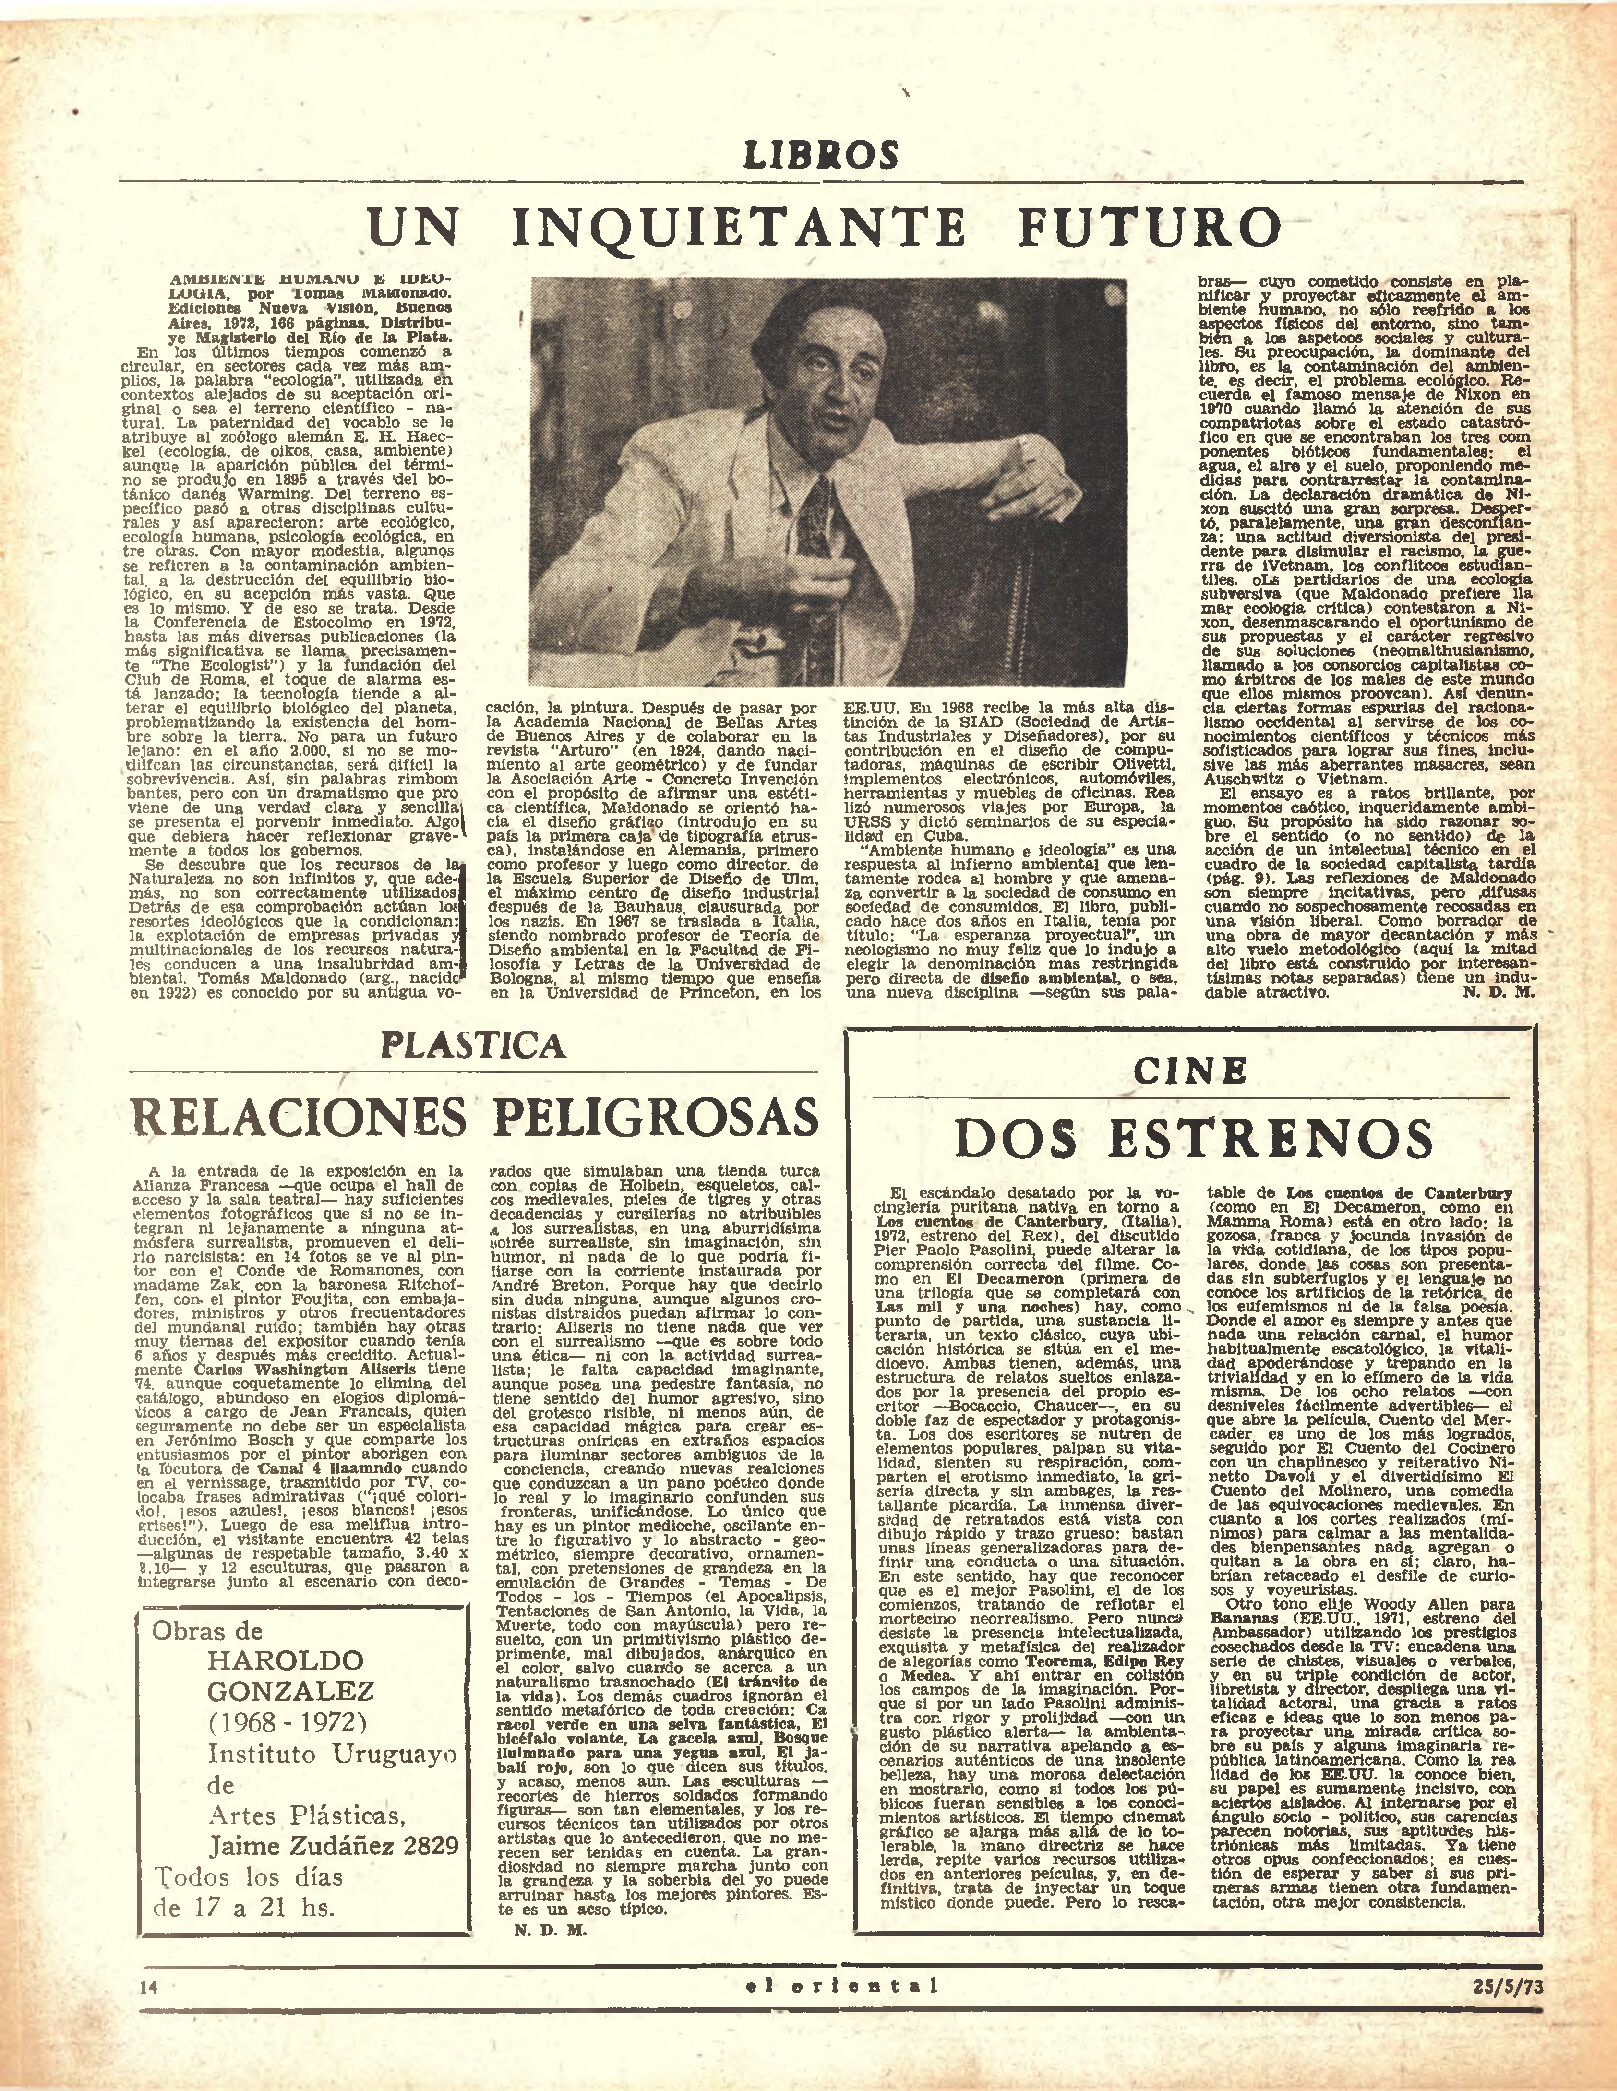 LIBROS
UN INQUIETANTE FUTURO
AMBIENTE HUMANO E IDEO-
LOGIA, por Tomas Maldonado.
Ediciones Nueva Visión, Buenos
Aires, 1972, 166 páginas. Distribu-
ye Magisterio del Río de la Plata.
En los últimos tiempos comenzó a
circular, en sectores cada vez más am-
plios, la palabra "ecología", utilizada en
contextos alejados de su aceptación ori-
ginal o sea el terreno científico - na-
tural. La paternidad del vocablo se le
atribuye al zoólogo alemán E. H. Haec-
kel (ecología, de oikos, casa, ambiente)
aunque la aparición pública del térmi-
no se produjo en 1895 a través del bo-
tánico danés Warming. Del terreno es-
pecífico pasó a otras disciplinas cultu-
rales y así aparecieron: arte ecológico,
ecología humana, psicología ecológica, en
tre otras. Con mayor modestia, algunos
se refieren a la contaminación ambien-
tal, a la destrucción del equilibrio bio-
lógico, en su acepción más vasta. Que
es lo mismo. Y de eso se trata. Desde
la Conferencia de Estocolmo en 1972,
hasta las más diversas publicaciones (la
más significativa se llama, precisamen-
te "The Ecologist") y la fundación del
Club de Roma, el toque de alarma es-
tá lanzado; la tecnología tiende a al-
terar el equilibrio biológico del planeta,
problematizando la existencia del hom-
bre sobre la tierra. No para un futuro
lejano: en el año 2.000, si no se mo-
difcan las circunstancias, será difícil la
sobrevivencia. Así, sin palabras rimbom
bantes, pero con un dramatismo que pro
viene de una verdad clara y sencilla
se presenta el porvenir inmediato. Algo
que debiera hacer reflexionar grave-
mente a todos los gobernos.
Se descubre que los recursos de la
Naturaleza no son infinitos y, que ade-
más, no son correctamente utilizados
Detrás de esa comprobación actúan los
resortes ideológicos que la condicionan:
la explotación de empresas privadas y
multinacionales de los recursos natura-
les conducen a una insalubridad am-
biental. Tomás Maldonado (arg., nacido
en 1922) es conocido por su antigua vo-
cación, la pintura. Después de pasar por
la Academia Nacional de Bellas Artes
de Buenos Aires y de colaborar en la
revista "Arturo" (en 1924, dando naci-
miento al arte geométrico) y de fundar
la Asociación Arte - Concreto Invención
con el propósito de afirmar una estéti-
ca científica, Maldonado se orientó ha-
cia el diseño gráfico (introdujo en su
país la primera caja de tipografía etrus-
ca), instalándose en Alemania, primero
como profesor y luego como director, de
la Escuela Superior de Diseño de Ulm,
el máximo centro de diseño industrial
después de la Bauhaus, clausurada por
los nazis. En 1967 se traslada a Italia,
siendo nombrado profesor de Teoría de
Diseño ambiental en la Facultad de Fi-
losofía y Letras de la Universidad de
Bologna, al mismo tiempo que enseña
en la Universidad de Princeton, en los
EE.UU. En 1968 recibe la más alta dis-
tinción de la SIAD (Sociedad de Artis-
tas Industriales y Diseñadores), por su
contribución en el diseño de compu-
tadoras, máquinas de escribir Olivetti,
implementos electrónicos, automóviles,
herramientas y muebles de oficinas. Rea
lizó numerosos viajes por Europa, la
URSS y dictó seminarios de su especia-
lidad en Cuba.
"Ambiente humano e ideología" es una
respuesta al infierno ambiental que len-
tamente rodea al hombre y que amena-
za convertir a la sociedad de consumo en
sociedad de consumidos. El libro, publi-
cado hace dos años en Italia, tenía por
título: "La esperanza proyectual", un
neologismo no muy feliz que lo indujo a
elegir la denominación mas restringida
pero directa de diseño ambiental, o sea,
una nueva disciplina —según sus pala-
bras— cuyo cometido consiste en pla-
nificar y proyectar eficazmente el am-
biente humano, no sólo reefrido a los
aspectos físicos del entorno, sino tam-
bién a los aspetcos sociales y cultura-
les. Su preocupación, la dominante del
libro, es la contaminación del ambien-
te, es decir, el problema ecológico. Re-
cuerda el famoso mensaje de Nixon en
1970 cuando llamó la atención de sus
compatriotas sobre el estado catastró-
fico en que se encontraban los tres com
ponentes bióticos fundamentales: el
agua, el aire y el suelo, proponiendo me-
didas para contrarrestar la contamina-
ción. La declaración dramática de Ni-
xon suscitó una gran sorpresa. Desper-
tó, paralelamente, una gran desconfian-
za: una actitud diversionista del presi-
dente para disimular el racismo, la gue-
rra de iVetnam, los conflitcos estudian-
tiles. oLs partidarios de una ecología
subversiva (que Maldonado prefiere lla
mar ecología crítica) contestaron a Ni-
xon, desenmascarando el oportunismo de
sus propuestas y el carácter regresivo
de sus soluciones (neomalthusianismo,
llamado a los consorcios capitalistas co-
mo árbitros de los males de este mundo
que ellos mismos proovcan). Así denun-
cia ciertas formas espurias del raciona-
lismo occidental al servirse de los co-
nocimientos científicos y técnicos más
sofisticados para lograr sus fines, inclu-
sive las más aberrantes masacres, sean
Auschwitz o Vietnam.
El ensayo es a ratos brillante, por
momentos caótico, inqueridamente ambi-
guo. Su propósito ha sido razonar so-
bre el sentido (o no sentido) de la
acción de un intelectual técnico en el
cuadro de la sociedad capitalista tardía
(pág. 9). Las reflexiones de Maldonado
son siempre incitativas, pero difusas
cuando no sospechosamente recosadas en
una visión liberal. Como borrador de
una obra de mayor decantación y más
alto vuelo metodológico (aquí la mitad
del libro está construido por interesan-
tísimas notas separadas) tiene un indu-
dable atractivo. N. D. M.
PLASTICA
RELACIONES PELIGROSAS
A la entrada de la exposición en la
Alianza Francesa —que ocupa el hall de
acceso y la sala teatral— hay suficientes
elementos fotográficos que si no se in-
tegran ni lejanamente a ninguna at-
mósfera surrealista, promueven el deli-
rio narcisista: en 14 fotos se ve al pin-
tor con el Conde de Romanones, con
madame Zak, con la baronesa Ritchof-
fen, con el pintor Foujita, con embaja-
dores, ministros y otros frecuentadores
del mundanal ruido; también hay otras
muy tiernas del expositor cuando tenía
6 años y después más crecidito. Actual-
mente Carlos Washington Aliseris tiene
74, aunque coquetamente lo elimina del
catálogo, abundoso en elogios diplomá-
ticos a cargo de Jean Francais, quien
seguramente no debe ser un especialista
en Jerónimo Bosch y que comparte los
entusiasmos por el pintor aborigen con
la locutora de Canal 4 llaamndo cuando
en el vernissage, trasmitido por TV, co-
locaba frases admirativas ("¡qué colori-
do!, ¡esos azules!, ¡esos blancos! ¡esos
grises!"). Luego de esa meliflua intro-
ducción, el visitante encuentra 42 telas
—algunas de respetable tamaño, 3.40 x
2.10— y 12 esculturas, que pasaron a
integrarse junto al escenario con deco-
rados que simulaban una tienda turca
con copias de Holbein, esqueletos, cal-
cos medievales, pieles de tigres y otras
decadencias y cursilerías no atribuibles
a los surrealistas, en una aburridísima
soirée surrealiste, sin imaginación, sin
humor, ni nada de lo que podría fi-
liarse con la corriente instaurada por
André Breton. Porque hay que decirlo
sin duda ninguna, aunque algunos cro-
nistas distraídos puedan afirmar lo con-
trario: Aliseris no tiene nada que ver
con el surrealismo —que es sobre todo
una ética— ni con la actividad surrea-
lista; le falta capacidad imaginante,
aunque posea una pedestre fantasía, no
tiene sentido del humor agresivo, sino
del grotesco risible, ni menos aún, de
esa capacidad mágica para crear es-
tructuras oníricas en extraños espacios
para iluminar sectores ambiguos de la
conciencia, creando nuevas realciones
que conduzcan a un pano poético donde
lo real y lo imaginario confunden sus
fronteras, unificándose. Lo único que
hay es un pintor medioche, oscilante en-
tre lo figurativo y lo abstracto - geo-
métrico, siempre decorativo, ornamen-
tal, con pretensiones de grandeza en la
emulación de Grandes - Temas - De
Todos - los - Tiempos (el Apocalipsis,
Tentaciones de San Antonio, la Vida, la
Muerte, todo con mayúscula) pero re-
suelto, con un primitivismo plástico de-
primente, mal dibujados, anárquico en
el color, salvo cuando se acerca a un
naturalismo trasnochado (El tránsito de
la vida). Los demás cuadros ignoran el
sentido metafórico de toda creación: Ca
racol verde en una selva fantástica, El
bicéfalo volante, La gacela azul, Bosque
iluimnado para una yegua azul, El ja-
balí rojo, son lo que dicen sus títulos,
y acaso, menos aún. Las esculturas —
recortes de hierros soldados formando
figuras— son tan elementales, y los re-
cursos técnicos tan utilizados por otros
artistas que lo antecedieron, que no me-
recen ser tenidas en cuenta. La gran-
diosidad no siempre marcha junto con
la grandeza y la soberbia del yo puede
arruinar hasta los mejores pintores. Es-
te es un acso típico.
N. D. M.
Obras de
HAROLDO
GONZALEZ
(1968 - 1972)
Instituto Uruguayo
de
Artes Plásticas,
Jaime Zudáñez 2829
Todos los días
de 17 a 21 hs.
CINE
DOS ESTRENOS
El escándalo desatado por la vo-
cinglería puritana nativa en torno a
Los cuentos de Canterbury, (Italia),
1972, estreno del Rex), del discutido
Pier Paolo Pasolini, puede alterar la
comprensión correcta del filme. Co-
mo en El Decameron (primera de
una trilogía que se completará con
Las mil y una noches) hay, como
punto de partida, una sustancia li-
teraria, un texto clásico, cuya ubi-
cación histórica se sitúa en el me-
dioevo. Ambas tienen, además, una
estructura de relatos sueltos enlaza-
dos por la presencia del propio es-
critor —Bocaccio, Chaucer—, en su
doble faz de espectador y protagonis-
ta. Los dos escritores se nutren de
elementos populares, palpan su vita-
lidad, sienten su respiración, com-
parten el erotismo inmediato, la gri-
sería directa y sin ambages, la res-
tallante picardía. La inmensa diver-
sidad de retratados está vista con
dibujo rápido y trazo grueso: bastan
unas líneas generalizadoras para de-
finir una conducta o una situación.
En este sentido, hay que reconocer
que es el mejor Pasolini, el de los
comienzos, tratando de reflotar el
mortecino neorrealismo. Pero nunca
desiste la presencia intelectualizada,
exquisita y metafísica del realizador
de alegorías como Teorema, Edipo Rey
o Medea. Y ahí entrar en colisión
los campos de la imaginación. Por-
que si por un lado Pasolini adminis-
tra con rigor y prolijidad —con un
gusto plástico alerta— la ambienta-
ción de su narrativa apelando a es-
cenarios auténticos de una insolente
belleza, hay una morosa delectación
en mostrarlo, como si todos los pú-
blicos fueran sensibles a los conoci-
mientos artísticos. El tiempo cinemat
gráfico se alarga más allá de lo to-
lerable, la mano diréctriz se hace
lerda, repite varios recursos utiliza-
dos en anteriores peículas, y, en de-
finitiva, trata de inyectar un toque
místico donde puede. Pero lo resca-
table de Los cuentos de Canterbury
(como en El Decameron, como en
Mamma Roma) está en otro lado: la
gozosa, franca y jocunda invasión de
la vida cotidiana, de los tipos popu-
lares, donde las cosas son presenta-
das sin subterfugios y el lenguaje no
conoce los artificios de la retórica, de
los eufemismos ni de la falsa poesía.
Donde el amor es siempre y antes que
nada una relación carnal, el humor
habitualmente escatológico, la vitali-
dad apoderándose y trepando en la
trivialidad y en lo efímero de la vida
misma. De los ocho relatos —con
desniveles fácilmente advertibles— el
que abre la película, Cuento del Mer-
cader es uno de los más logrados,
seguido por El Cuento del Cocinero
con un chaplinesco y reiterativo Ni-
netto Davoli y el divertidísimo El
Cuento del Molinero, una comedia
de las equivocaciones medievales. En
cuanto a los cortes realizados (mí-
nimos) para calmar a las mentalida-
des bienpensantes nada agregan o
quitan a la obra en sí; claro, ha-
brían retaceado el desfile de curio-
sos y voyeuristas.
Otro tono elije Woody Allen para
Bananas (EE.UU., 1971, estreno del
Ambassador) utilizando los prestigios
cosechados desde la TV: encadena una
serie de chistes, visuales o verbales,
y en su triple condición de actor,
libretista y director, despliega una vi-
talidad actoral, una gracia a ratos
eficaz e ideas que lo son menos pa-
ra proyectar una mirada crítica so-
bre su país y alguna imaginaria re-
pública latinoamericana. Como la rea
lidad de los EE.UU. la conoce bien,
su papel es sumamente incisivo, con
aciertos aislados. Al internarse por el
ángulo socio - político, sus carencias
parecen notorias, sus aptitudes his-
triónicas más limitadas. Ya tiene
otros opus confeccionados; es cues-
tión de esperar y saber si sus pri-
meras armas tienen otra fundamen-
tación, otra mejor consistencia.
14 el oriental 25/5/73